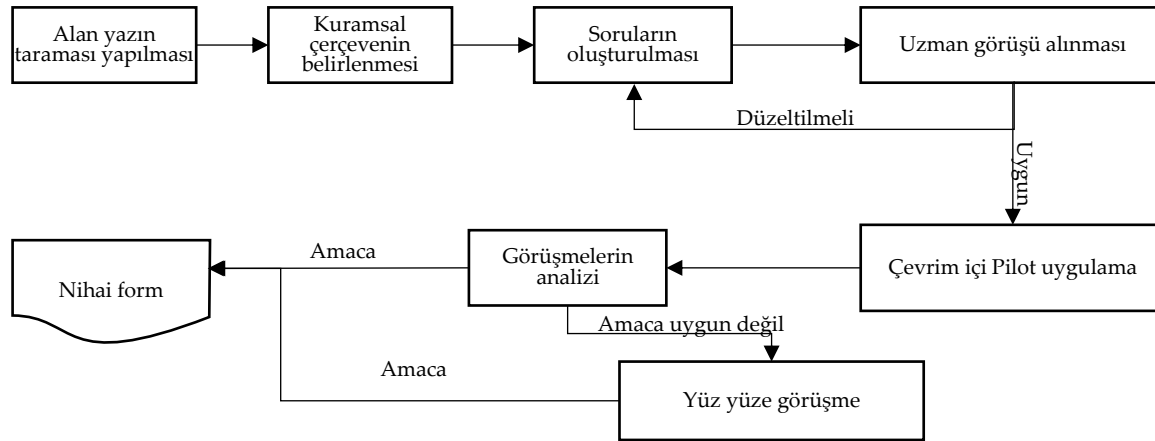 Alan yazın
taraması yapılması
Kuramsal
çerçevenin
belirlenmesi
Soruların
oluşturulması
Uzman görüşü alınması
Düzeltilmeli
Uygun
Çevrim içi Pilot uygulama
Görüşmelerin
analizi
Amaca
Nihai form
Amaca uygun değil
Amaca
Yüz yüze görüşme